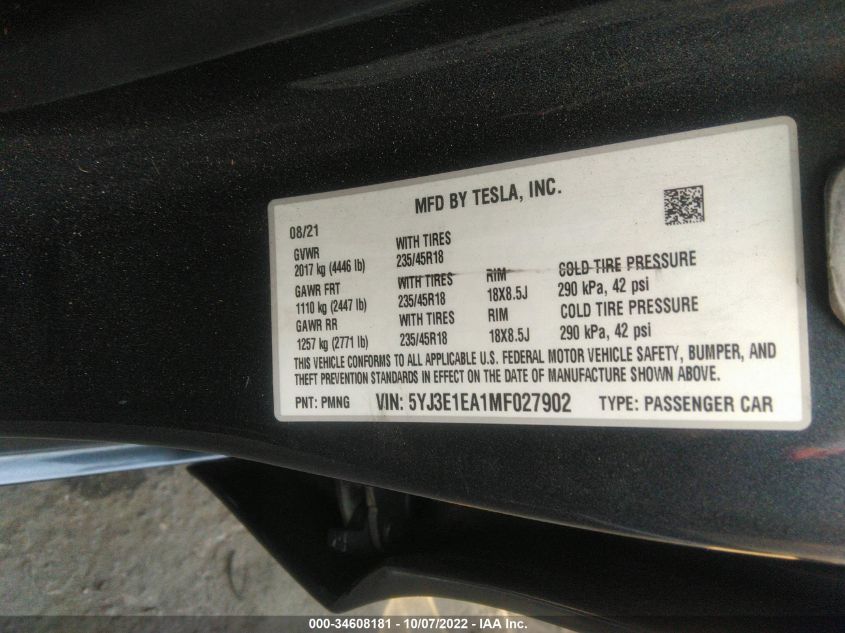 MFD BY TESLA, INC.
08/21
GVWR
2017 kg (4446 lb)
WITH TIRES
235/45R18
GAWR FRT
1110 kg (2447 lb)
WITH TIRES
235/45R18
RIM
18X8.5J
COLD TIRE PRESSURE
290 kPa, 42 psi
GAWR RR
1257 kg (2771 lb)
WITH TIRES
235/45R18
RIM
18X8.5J
COLD TIRE PRESSURE
290 kPa, 42 psi
THIS VEHICLE CONFORMS TO ALL APPLICABLE U.S. FEDERAL MOTOR VEHICLE SAFETY, BUMPER, AND
THEFT PREVENTION STANDARDS IN EFFECT ON THE DATE OF MANUFACTURE SHOWN ABOVE.
PNT: PMNG VIN: 5YJ3E1EA1MF027902 TYPE: PASSENGER CAR
000-34608181 - 10/07/2022 - IAA Inc.